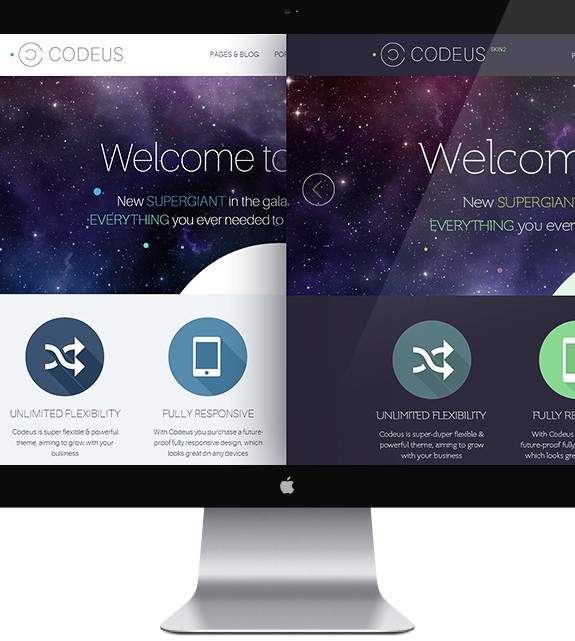 CODEUS
PAGES & BLOG
Welcome to
New SUPERGIANT in the gala
EVERYTHING you ever needed to
UNLIMITED FLEXIBILITY
Codeus is super flexible & powerful
theme, aiming to grow with your
business
FULLY RESPONSIVE
With Codeus you purchase a future-
proof fully responsive design, which
looks great on any devices
CODEUS SKIN2
Welcom
New SUPERGIANT
EVERYTHING you ever
UNLIMITED FLEXIBILITY
Codeus is super-duper flexible &
powerful theme, aiming to grow
with your business
FULLY RE
With Codeus
future-proof fully
which looks gre